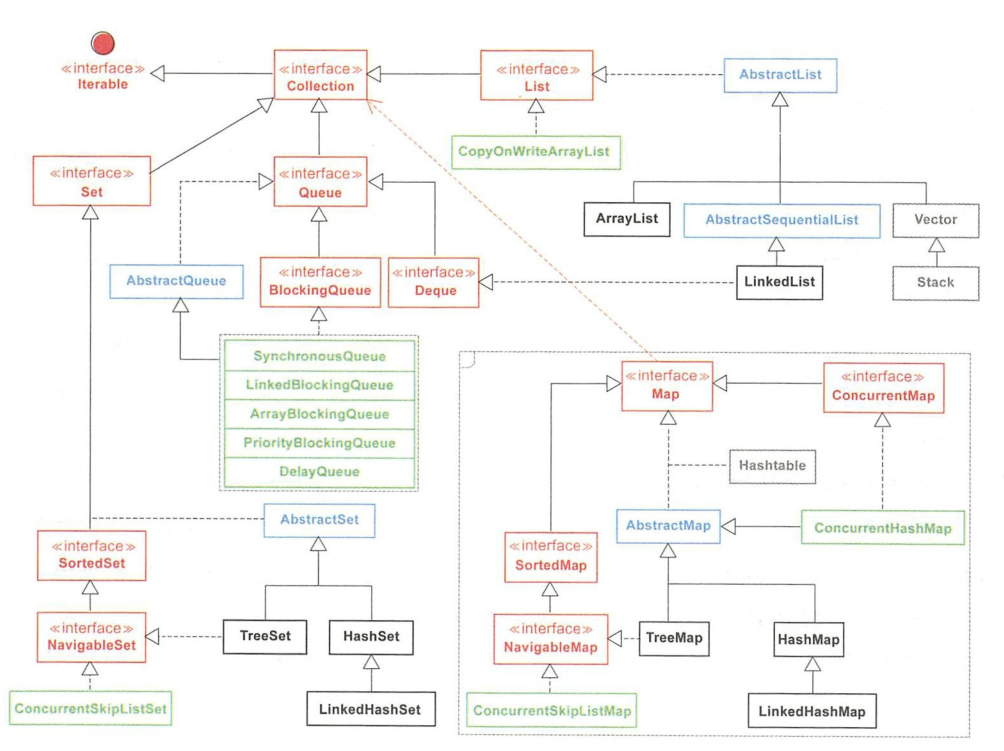 ≪interface≫
Iterable
≪interface≫
Collection
≪interface≫
List
AbstractList
CopyOnWriteArrayList
≪interface≫
Set
≪interface≫
Queue
ArrayList
AbstractSequentialList
Vector
AbstractQueue
≪interface≫
BlockingQueue
≪interface≫
Deque
LinkedList
Stack
SynchronousQueue
LinkedBlockingQueue
ArrayBlockingQueue
PriorityBlockingQueue
DelayQueue
≪interface≫
Map
≪interface≫
ConcurrentMap
Hashtable
AbstractSet
AbstractMap
ConcurrentHashMap
≪interface≫
SortedSet
≪interface≫
SortedMap
≪interface≫
NavigableSet
TreeSet
HashSet
≪interface≫
NavigableMap
TreeMap
HashMap
ConcurrentSkipListSet
LinkedHashSet
ConcurrentSkipListMap
LinkedHashMap